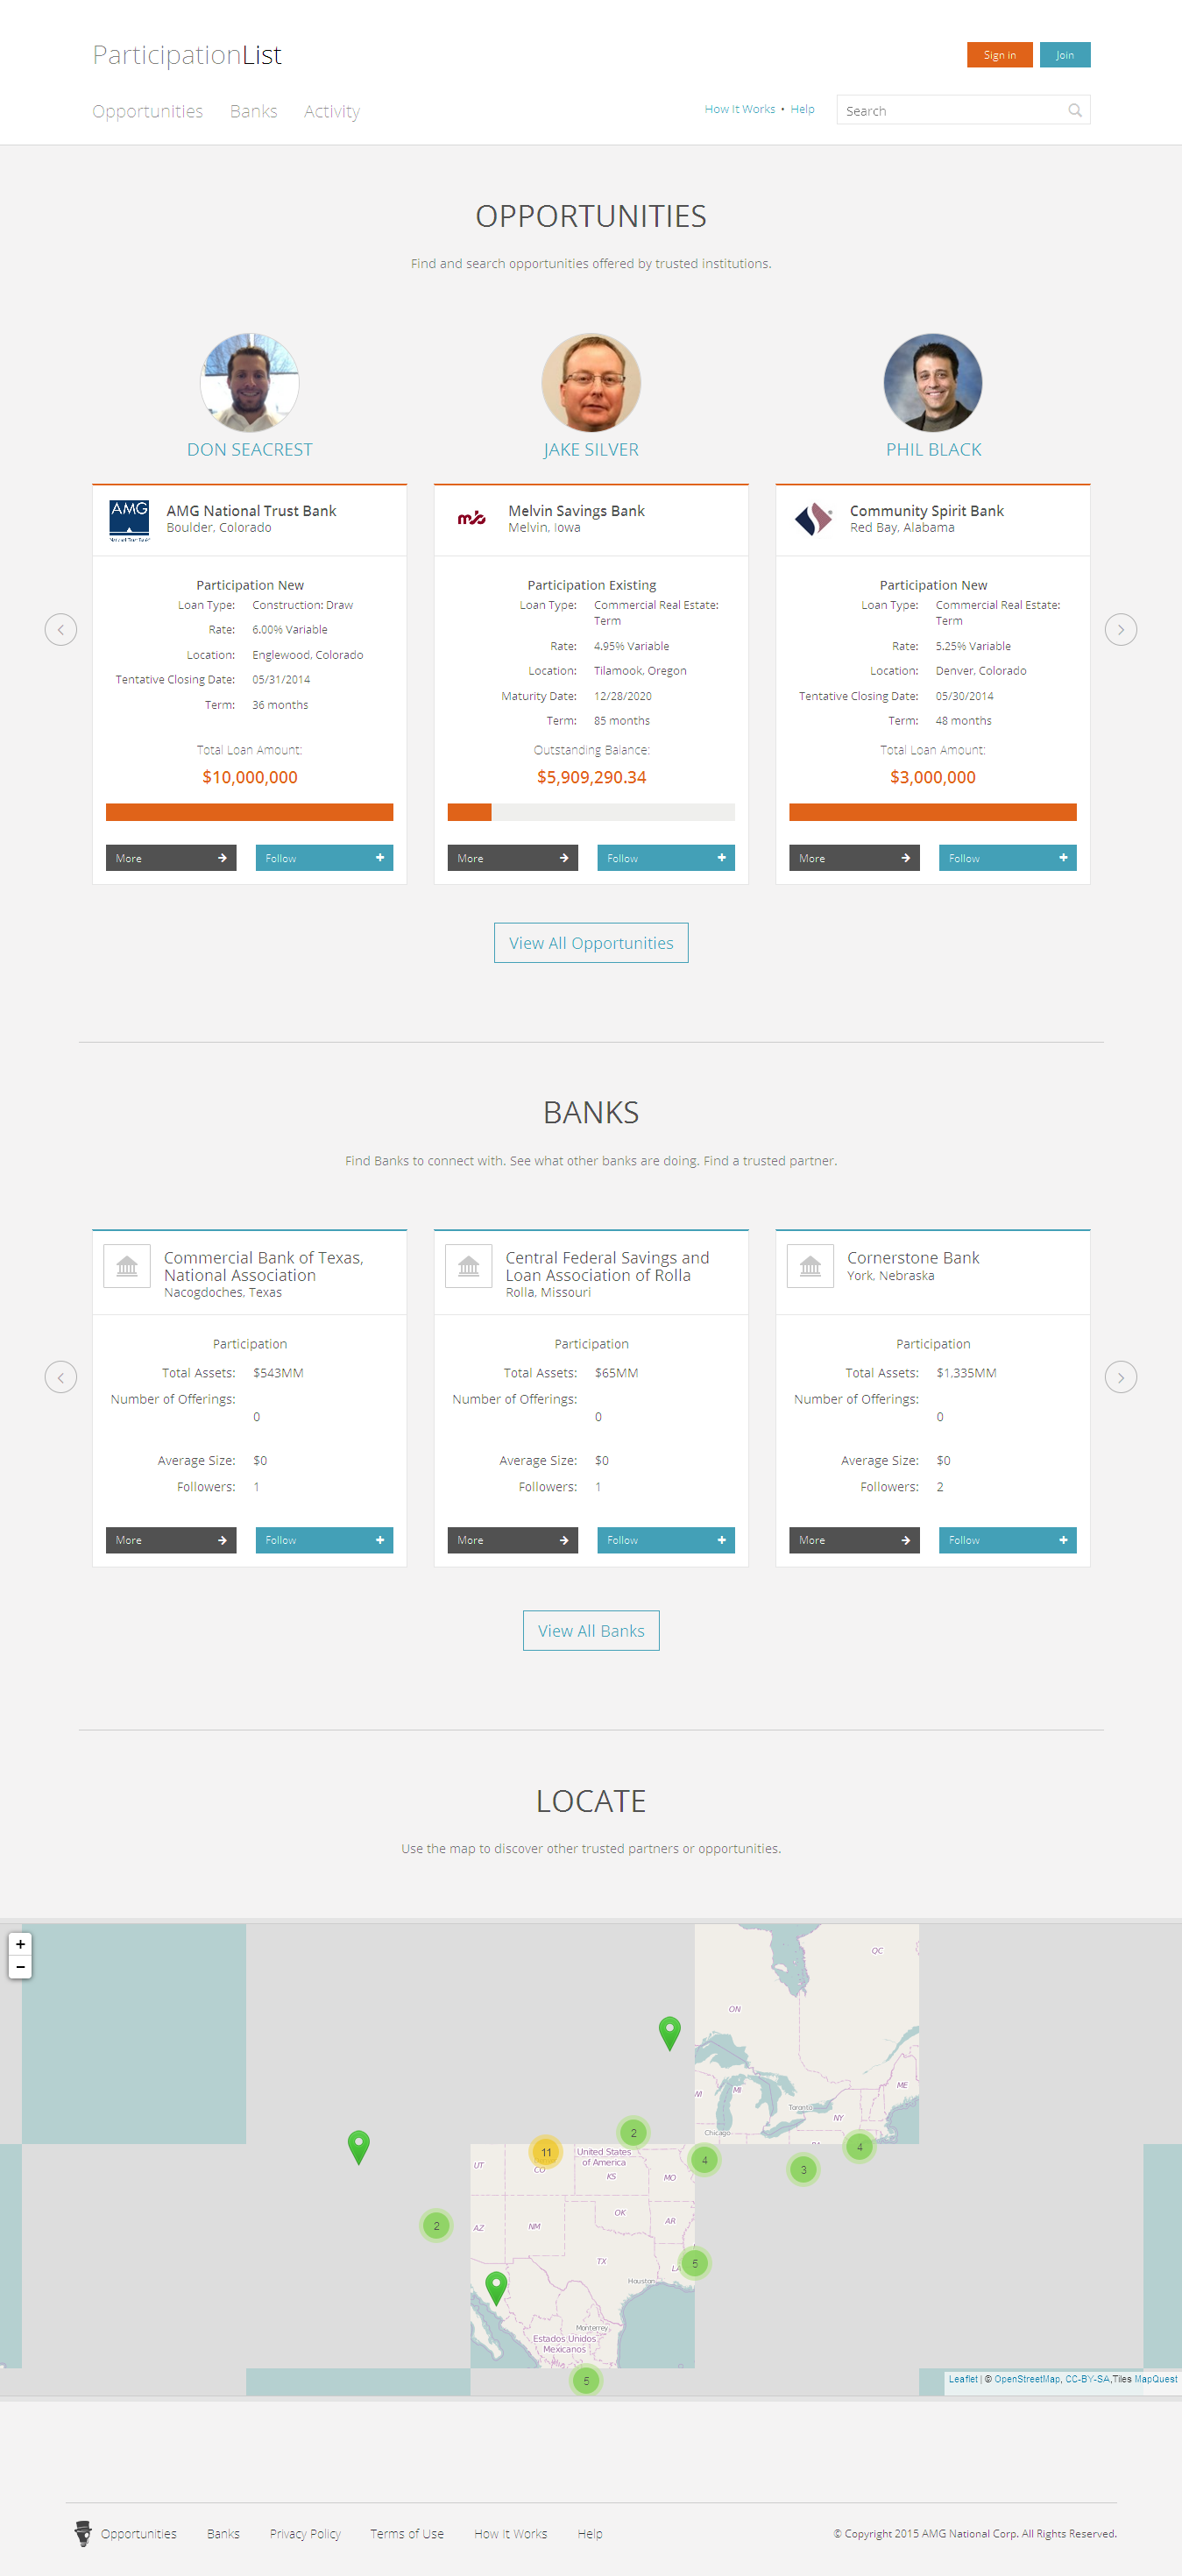 ParticipationList
Sign in
Join
Opportunities Banks Activity
How It Works • Help
Search
OPPORTUNITIES
Find and search opportunities offered by trusted institutions.
DON SEACREST
AMG
AMG National Trust Bank
Boulder, Colorado
Participation New
Loan Type: Construction: Draw
Rate: 6.00% Variable
Location: Englewood, Colorado
Tentative Closing Date: 05/31/2014
Term: 36 months
Total Loan Amount:
$10,000,000
More
Follow
JAKE SILVER
Melvin Savings Bank
Melvin, Iowa
Participation Existing
Loan Type: Commercial Real Estate:
Term
Rate: 4.95% Variable
Location: Tilamook, Oregon
Maturity Date: 12/28/2020
Term: 85 months
Outstanding Balance:
$5,909,290.34
More
Follow
PHIL BLACK
Community Spirit Bank
Red Bay, Alabama
Participation New
Loan Type: Commercial Real Estate:
Term
Rate: 5.25% Variable
Location: Denver, Colorado
Tentative Closing Date: 05/30/2014
Term: 48 months
Total Loan Amount:
$3,000,000
More
Follow
View All Opportunities
BANKS
Find Banks to connect with. See what other banks are doing. Find a trusted partner.
Commercial Bank of Texas,
National Association
Nacogdoches, Texas
Participation
Total Assets: $543MM
Number of Offerings:
0
Average Size: $0
Followers: 1
More
Follow
Central Federal Savings and
Loan Association of Rolla
Rolla, Missouri
Participation
Total Assets: $65MM
Number of Offerings:
0
Average Size: $0
Followers: 1
More
Follow
Cornerstone Bank
York, Nebraska
Participation
Total Assets: $1,335MM
Number of Offerings:
0
Average Size: $0
Followers: 2
More
Follow
View All Banks
LOCATE
Use the map to discover other trusted partners or opportunities.
+
−
QC
ON
ME
WI
MI
Toronto
NY
Chicago
2
11
4
3
4
United States
of America
UT
CO
KS
MO
2
OK
AR
AZ
NM
TX
LA
5
Houston
Monterrey
Estados Unidos
Mexicanos
5
Leaflet | © OpenStreetMap, CC-BY-SA,Tiles MapQuest
Opportunities Banks Privacy Policy Terms of Use How It Works Help
© Copyright 2015 AMG National Corp. All Rights Reserved.